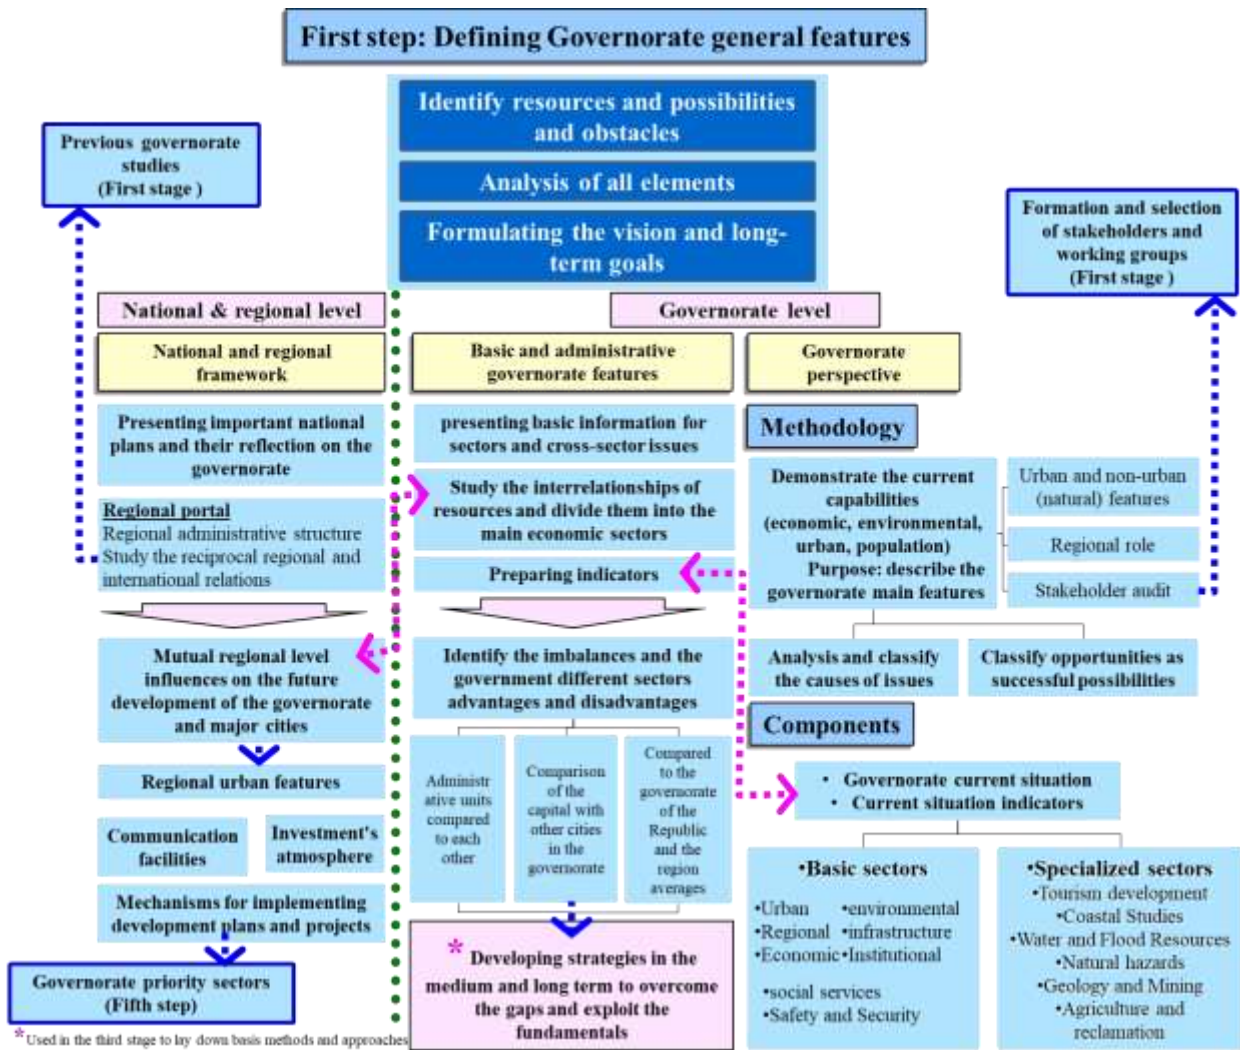 First step: Defining Governorate general features
Identify resources and possibilities
and obstacles
Analysis of all elements
Formulating the vision and long-
term goals
Previous governorate
studies
(First stage )
Formation and selection
of stakeholders and
working groups
(First stage )
National & regional level
Governorate level
National and regional
framework
Basic and administrative
governorate features
Governorate
perspective
Presenting important national
plans and their reflection on the
governorate
Regional portal
Regional administrative structure
Study the reciprocal regional and
international relations
Mutual regional level
influences on the future
development of the governorate
and major cities
Regional urban features
Communication
facilities
Investment's
atmosphere
Mechanisms for implementing
development plans and projects
Governorate priority sectors
(Fifth step)
*Used in the third stage to lay down basis methods and approaches
presenting basic information for
sectors and cross-sector issues
Study the interrelationships of
resources and divide them into the
main economic sectors
Preparing indicators
Identify the imbalances and the
government different sectors
advantages and disadvantages
Administr
ative units
compared
to each
other
Comparison
of the
capital with
other cities
in the
governorate
Compared
to the
governorate
of the
Republic
and the
region
averages
* Developing strategies in the
medium and long term to overcome
the gaps and exploit the
fundamentals
Methodology
Demonstrate the current
capabilities
(economic, environmental,
urban, population)
Purpose: describe the
governorate main features
Urban and non-urban
(natural) features
Regional role
Stakeholder audit
Analysis and classify
the causes of issues
Classify opportunities as
successful possibilities
Components
• Governorate current situation
• Current situation indicators
•Basic sectors
•Urban •environmental
•Regional •infrastructure
•Economic •Institutional
•social services
•Safety and Security
•Specialized sectors
•Tourism development
•Coastal Studies
•Water and Flood Resources
•Natural hazards
•Geology and Mining
•Agriculture and
reclamation